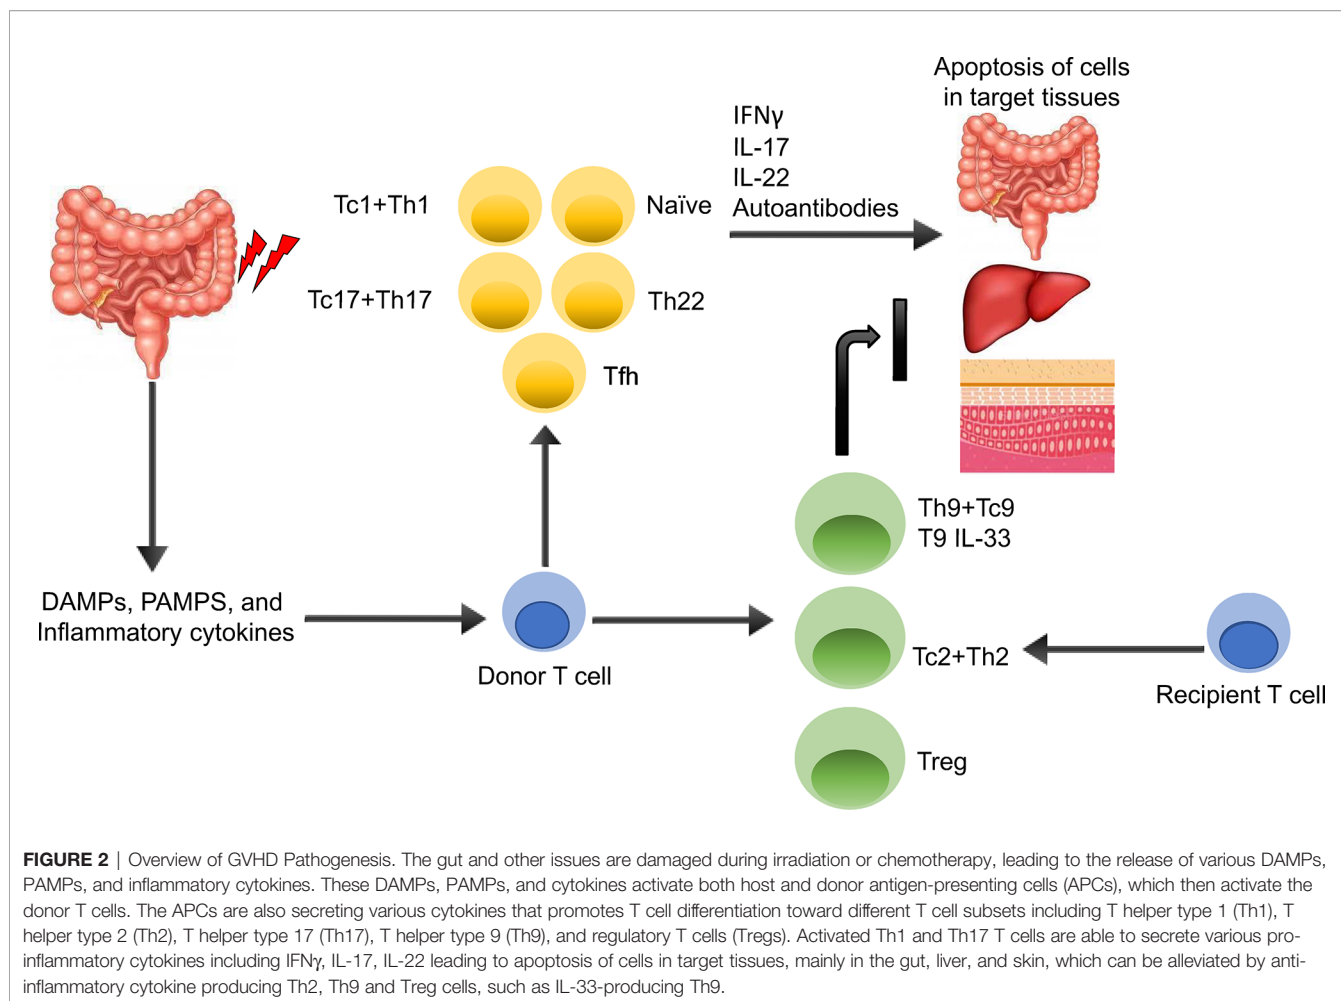 Apoptosis of cells
in target tissues
IFNγ
IL-17
IL-22
Autoantibodies
Tc1+Th1
Naïve
Tc17+Th17
Th22
Tfh
Th9+Tc9
T9 IL-33
DAMPs, PAMPS, and
Inflammatory cytokines
Donor T cell
Tc2+Th2
Recipient T cell
Treg
FIGURE 2 | Overview of GVHD Pathogenesis. The gut and other issues are damaged during irradiation or chemotherapy, leading to the release of various DAMPs,
PAMPs, and inflammatory cytokines. These DAMPs, PAMPs, and cytokines activate both host and donor antigen-presenting cells (APCs), which then activate the
donor T cells. The APCs are also secreting various cytokines that promotes T cell differentiation toward different T cell subsets including T helper type 1 (Th1), T
helper type 2 (Th2), T helper type 17 (Th17), T helper type 9 (Th9), and regulatory T cells (Tregs). Activated Th1 and Th17 T cells are able to secrete various pro-
inflammatory cytokines including IFNγ, IL-17, IL-22 leading to apoptosis of cells in target tissues, mainly in the gut, liver, and skin, which can be alleviated by anti-
inflammatory cytokine producing Th2, Th9 and Treg cells, such as IL-33-producing Th9.